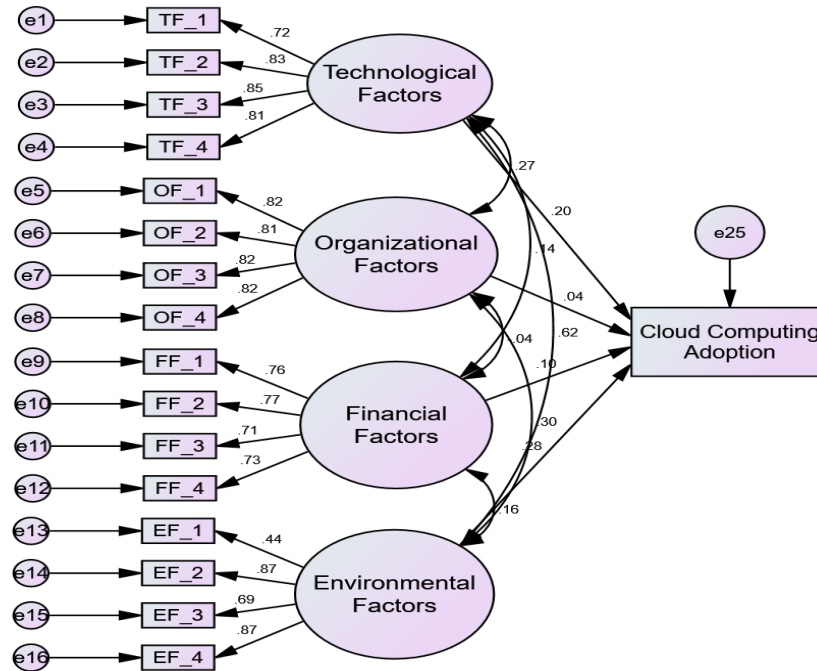 e1 TF_1
.72
e2 TF_2
.83
e3 TF_3
.85
e4 TF_4
.81
Technological
Factors
e5 OF_1
.82
e6 OF_2
.81
e7 OF_3
.82
e8 OF_4
.82
Organizational
Factors
e9 FF_1
.76
e10 FF_2
.77
e11 FF_3
.71
e12 FF_4
.73
Financial
Factors
e13 EF_1
.44
e14 EF_2
.87
e15 EF_3
.69
e16 EF_4
.87
Environmental
Factors
.27
.20
.14
.04
.62
.04
.10
.30
.28
.16
e25
Cloud Computing
Adoption